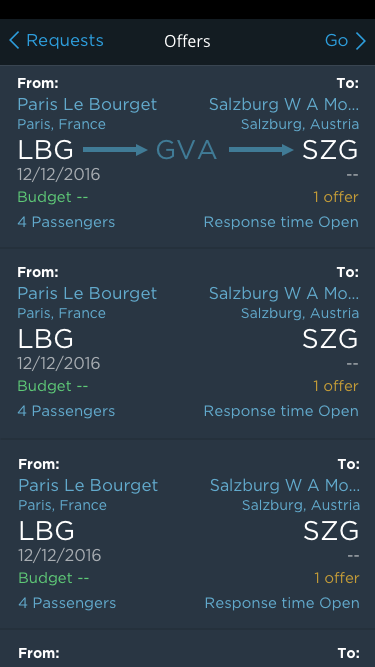 Requests Offers Go
From: To:
Paris Le Bourget Salzburg W A Mo...
Paris, France Salzburg, Austria
LBG GVA SZG
12/12/2016 --
Budget -- 1 offer
4 Passengers Response time Open
From: To:
Paris Le Bourget Salzburg W A Mo...
Paris, France Salzburg, Austria
LBG SZG
12/12/2016 --
Budget -- 1 offer
4 Passengers Response time Open
From: To:
Paris Le Bourget Salzburg W A Mo...
Paris, France Salzburg, Austria
LBG SZG
12/12/2016 --
Budget -- 1 offer
4 Passengers Response time Open
From: To: